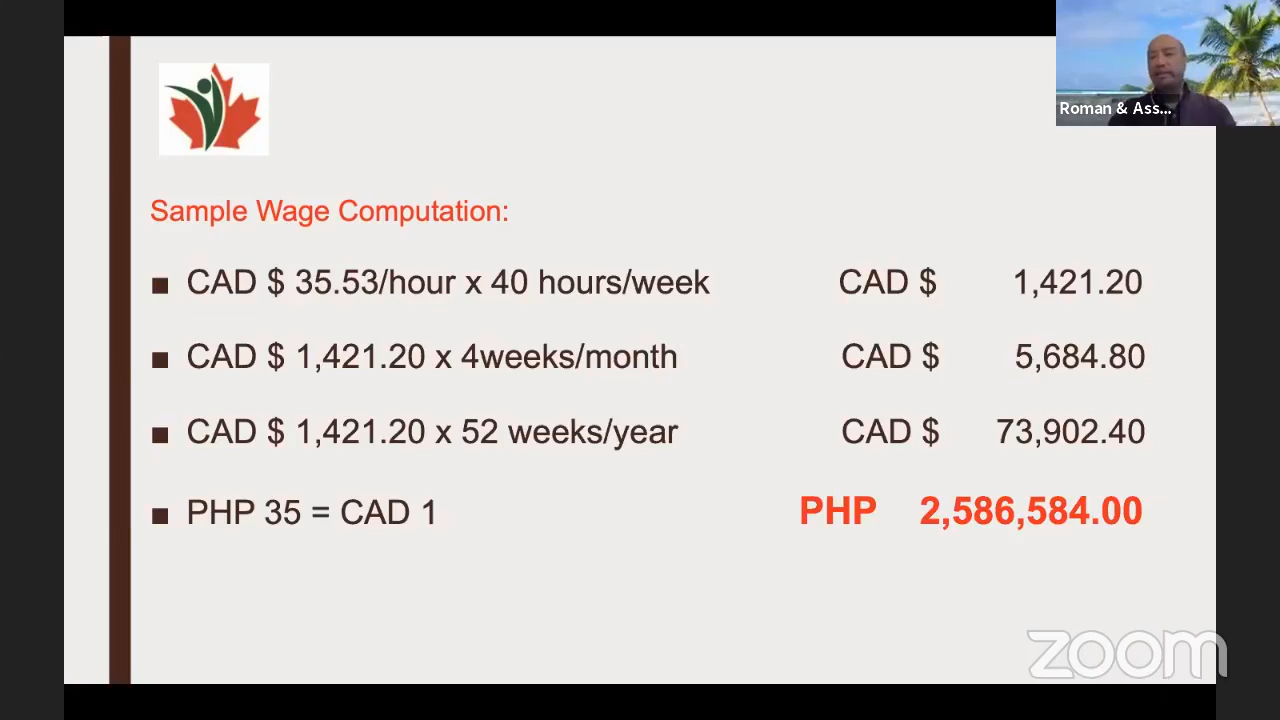 Roman & Ass...
Sample Wage Computation:
■ CAD $ 35.53/hour x 40 hours/week CAD $ 1,421.20
■ CAD $ 1,421.20 x 4weeks/month CAD $ 5,684.80
■ CAD $ 1,421.20 x 52 weeks/year CAD $ 73,902.40
■ PHP 35 = CAD 1 PHP 2,586,584.00
zoom